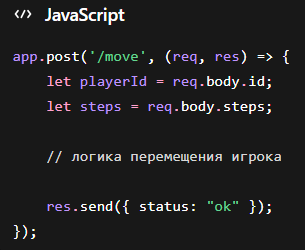 </> JavaScript
app.post('/move', (req, res) => {
    let playerId = req.body.id;
    let steps = req.body.steps;
    // логика перемещения игрока
    res.send({ status: "ok" });
});